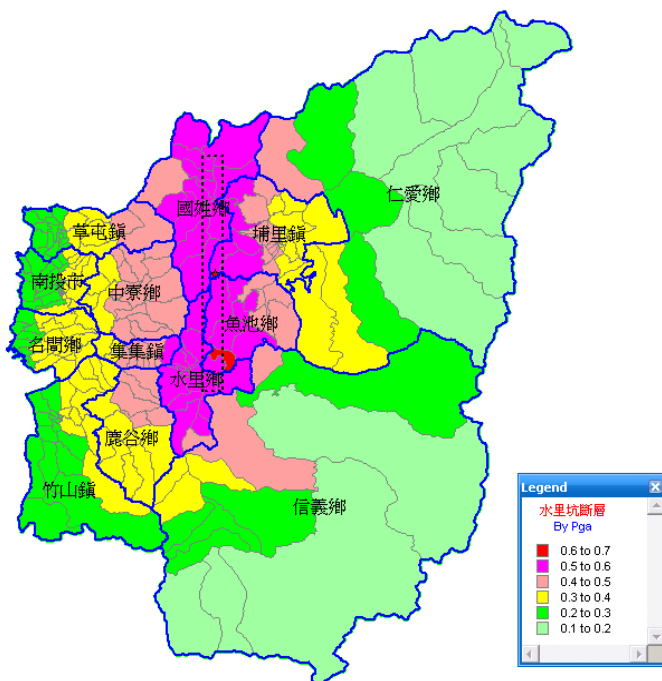 仁愛鄉
國姓鄉
草屯鎮
埔里鎮
南投市
中寮鄉
魚池鄉
名間鄉
集集鎮
水里鄉
鹿谷鄉
竹山鎮
信義鄉
Legend
水里坑斷層
By Pga
0.6 to 0.7
0.5 to 0.6
0.4 to 0.5
0.3 to 0.4
0.2 to 0.3
0.1 to 0.2